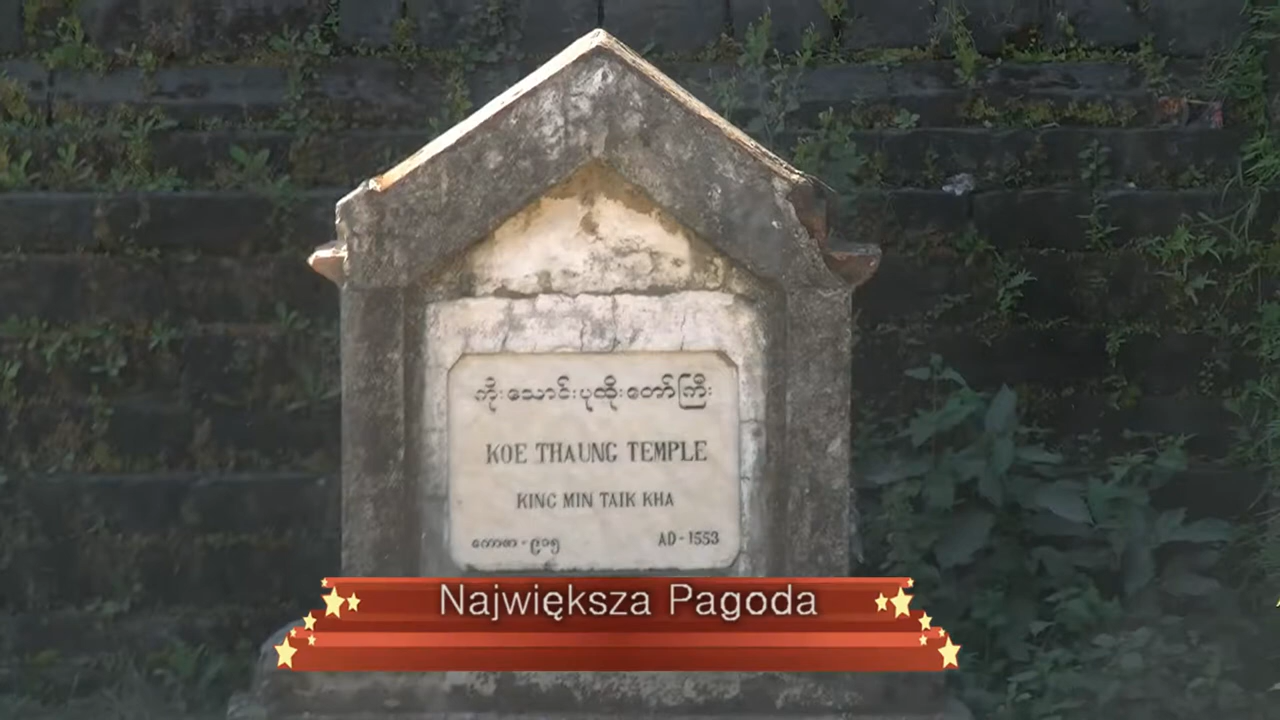 ကိုးသောင်းပုထိုးတော်ကြီး
KOE THAUNG TEMPLE
KING MIN TAIK KHA
ကောဇာ - ၉၁၅
AD - 1553
Największa Pagoda